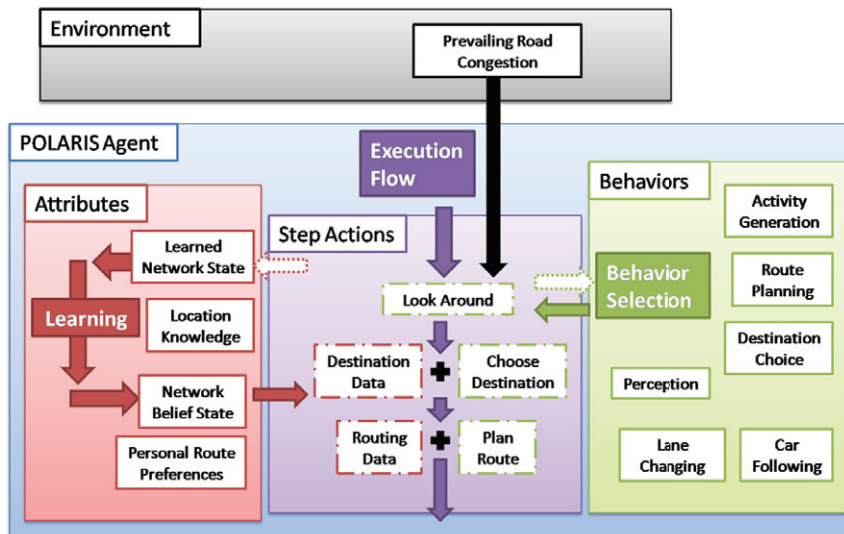 Environment
Prevailing Road
Congestion
POLARIS Agent
Execution
Flow
Behaviors
Attributes
Activity
Generation
Step Actions
Learned
Network State
Behavior
Selection
Route
Planning
Look Around
Learning
Location
Knowledge
Destination
Choice
Destination
Data
Choose
Destination
Perception
Network
Belief State
Routing
Data
Plan
Route
Personal Route
Preferences
Lane
Changing
Car
Following